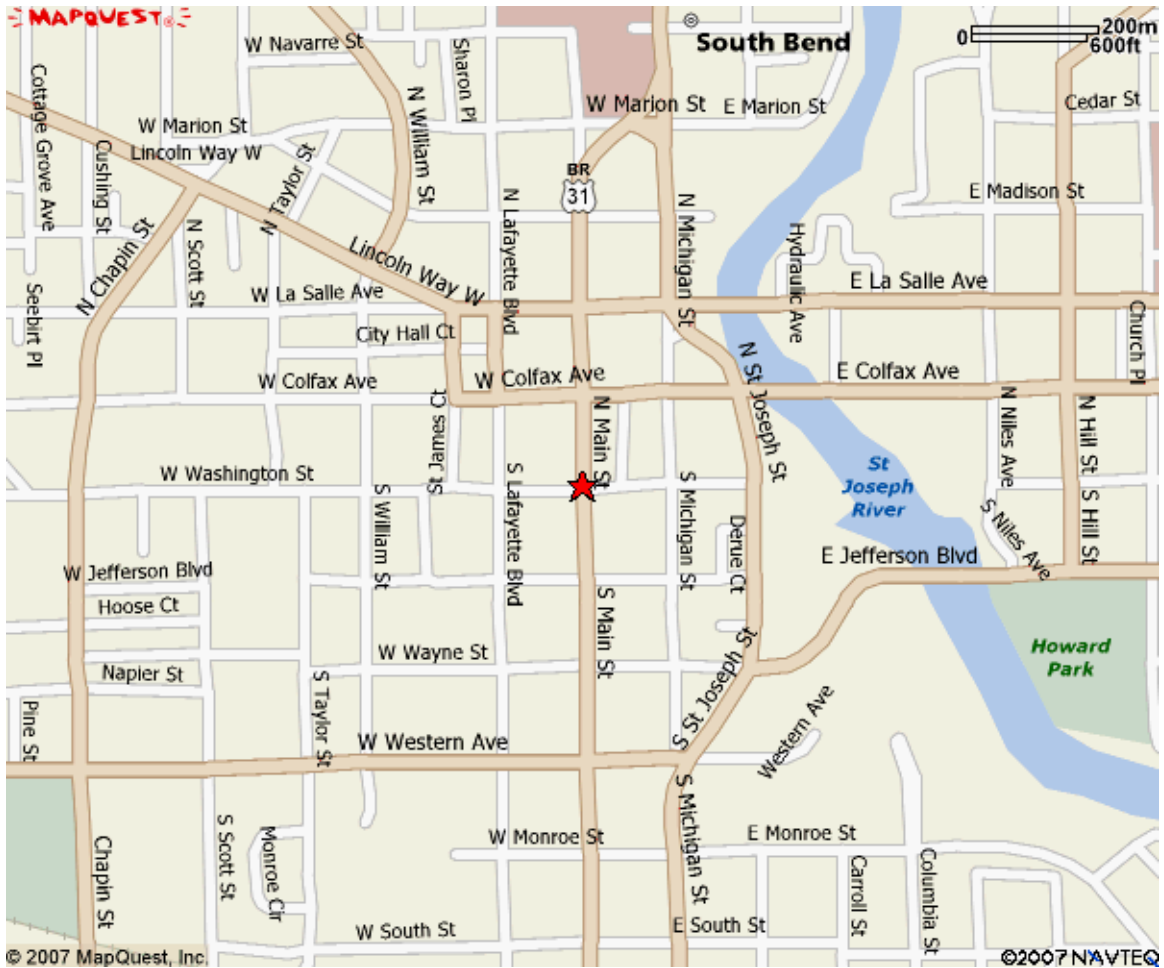 MAPQUEST
W Navarre St
Sharon Pl
South Bend
0
200m
600ft
Cottage Grove Ave
N William St
W Marion St
E Marion St
Cedar St
W Marion St
Lincoln Way W
Cushing St
N Taylor St
BR
31
E Madison St
N Lafayette Blvd
N Michigan St
Hydraulic Ave
N Chapin St
N Scott St
Lincoln Way W
E La Salle Ave
W La Salle Ave
Seebirt Pl
City Hall Ct
Church Pl
N St Joseph St
W Colfax Ave
W Colfax Ave
E Colfax Ave
James Ct
St
N Main St
N Niles Ave
N Hill St
W Washington St
S William St
S Lafayette Blvd
S Michigan St
Derue Ct
St
Joseph
River
S Niles Ave
S Hill St
W Jefferson Blvd
E Jefferson Blvd
Hoose Ct
S Main St
W Wayne St
Napier St
S Taylor St
S St Joseph St
Howard
Park
Pine St
W Western Ave
Western Ave
Chapin St
S Scott St
Monroe Cir
W Monroe St
S Michigan St
E Monroe St
Carroll St
Columbia St
W South St
E South St
© 2007 MapQuest, Inc.
©2007 NAVTEQ